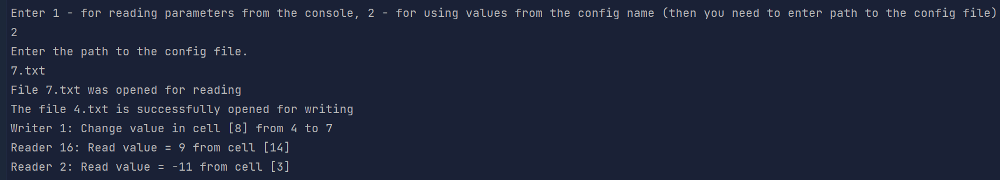 Enter 1 - for reading parameters from the console, 2 - for using values from the config name (then you need to enter path to the config file)
2
Enter the path to the config file.
7.txt
File 7.txt was opened for reading
The file 4.txt is successfully opened for writing
Writer 1: Change value in cell [8] from 4 to 7
Reader 16: Read value = 9 from cell [14]
Reader 2: Read value = -11 from cell [3]